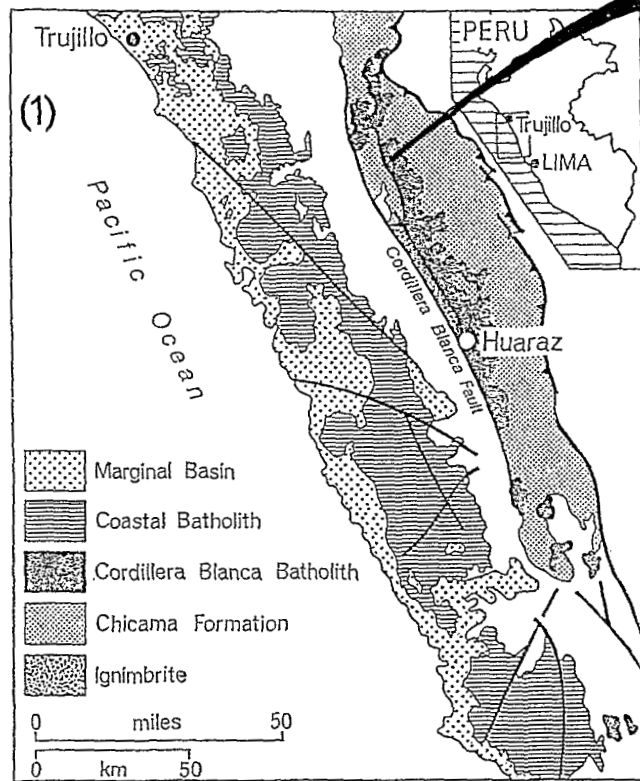 Trujillo
PERU
(1)
Trujillo
LIMA
Pacific Ocean
Cordillera Blanca Fault
Huaraz
Marginal Basin
Coastal Batholith
Cordillera Blanca Batholith
Chicama Formation
Ignimbrite
0 miles 50
0 km 50